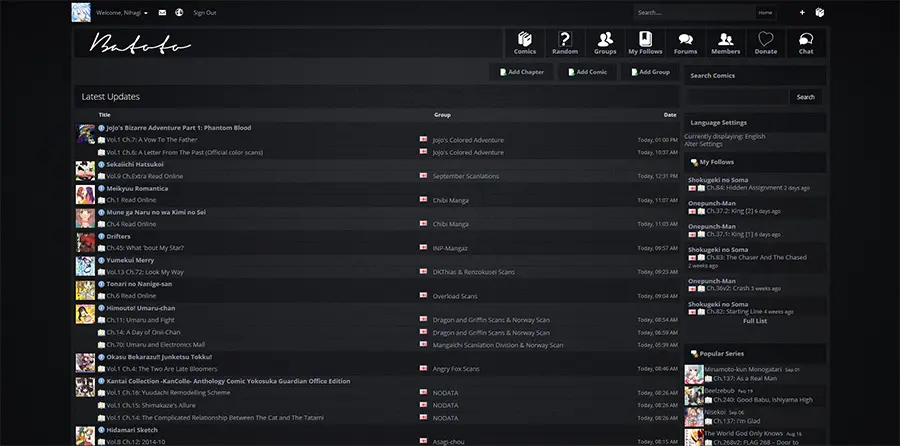 Welcome, Nihagi
Sign Out
Search...
Home
Batoto
Comics
Random
Groups
My Follows
Forums
Members
Donate
Chat
Add Chapter
Add Comic
Add Group
Latest Updates
Title Group Date
JoJo's Bizarre Adventure Part 1: Phantom Blood
Vol.1 Ch.7: A Vow To The Father Jojo's Colored Adventure Today, 01:00 PM
Vol.1 Ch.6: A Letter From The Past (Official color scans) Jojo's Colored Adventure Today, 10:37 AM
Sekaiichi Hatsukoi
Vol.9 Ch.Extra Read Online September Scanlations Today, 12:31 PM
Meikyuu Romantica
Ch.1 Read Online Chibi Manga Today, 11:07 AM
Mune ga Naru no wa Kimi no Sei
Ch.4 Read Online Chibi Manga Today, 11:03 AM
Drifters
Ch.45: What 'bout My Star? INP-Mangaz Today, 09:57 AM
Yumekui Merry
Vol.13 Ch.72: Look My Way DKThias & Renzokusei Scans Today, 09:23 AM
Tonari no Nanige-san
Ch.6 Read Online Overload Scans Today, 09:04 AM
Himouto! Umaru-chan
Ch.11: Umaru and Fight Dragon and Griffin Scans & Norway Scan Today, 08:54 AM
Ch.14: A Day of Onii-Chan Dragon and Griffin Scans & Norway Scan Today, 06:59 AM
Ch.70: Umaru and Electronics Mall Mangaichi Scanlation Division & Norway Scan Today, 05:39 AM
Okasu Bekarazu!! Junketsu Tokku!
Vol.1 Ch.4: The Two Are Late Bloomers Angry Fox Scans Today, 08:46 AM
Kantai Collection -KanColle- Anthology Comic Yokosuka Guardian Office Edition
Vol.1 Ch.16: Yuudachi Remodelling Scheme NODATA Today, 08:26 AM
Vol.1 Ch.15: Shimakaze's Allure NODATA Today, 08:26 AM
Vol.1 Ch.14: The Complicated Relationship Between The Cat and The Tatami NODATA Today, 08:26 AM
Hidamari Sketch
Vol.8 Ch.12: 2014-10 Asagi-chou Today, 08:15 AM
Search Comics
Search
Language Settings
Currently displaying: English
Alter Settings
My Follows
Shokugeki no Soma
Ch.84: Hidden Assignment 2 days ago
Onepunch-Man
Ch.37.2: King [2] 6 days ago
Onepunch-Man
Ch.37.1: King [1] 6 days ago
Shokugeki no Soma
Ch.83: The Chaser And The Chased
2 weeks ago
Onepunch-Man
Ch.36v2: Crash 3 weeks ago
Shokugeki no Soma
Ch.82: Starting Line 4 weeks ago
Full List
Popular Series
Minamoto-kun Monogatari Sep 01
Ch.137: As a Real Man
Beelzebub Feb 19
Ch.240: Good Babu, Ishiyama High
Nisekoi Sep 06
Ch.137: I'm Glad
The World God Only Knows Aug 16
Ch.268v2: FLAG 268 – Door to